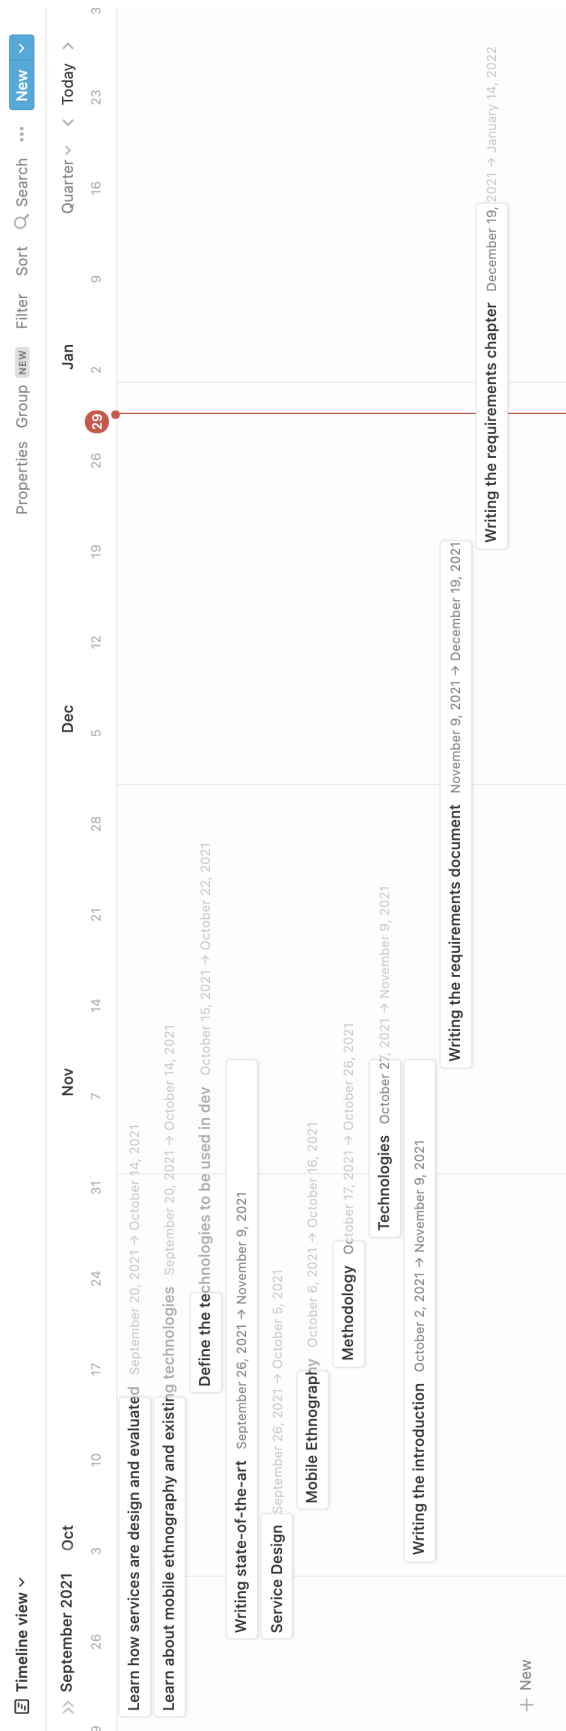 Timeline view
Properties Group NEW Filter Sort Search ··· New
September 2021 Oct Nov Dec Jan Quarter Today
26 3 10 17 24 31 7 14 21 28 5 12 19 26 29 2 9 16 23
Learn how services are design and evaluated September 20, 2021 → October 14, 2021
Learn about mobile ethnography and existing technologies September 20, 2021 → October 14, 2021
Define the technologies to be used in dev October 15, 2021 → October 22, 2021
Writing state-of-the-art September 26, 2021 → November 9, 2021
Service Design September 26, 2021 → October 5, 2021
Mobile Ethnography October 6, 2021 → October 16, 2021
Methodology October 17, 2021 → October 26, 2021
Technologies October 27, 2021 → November 9, 2021
Writing the introduction October 2, 2021 → November 9, 2021
Writing the requirements document November 9, 2021 → December 19, 2021
Writing the requirements chapter December 19, 2021 → January 14, 2022
+ New